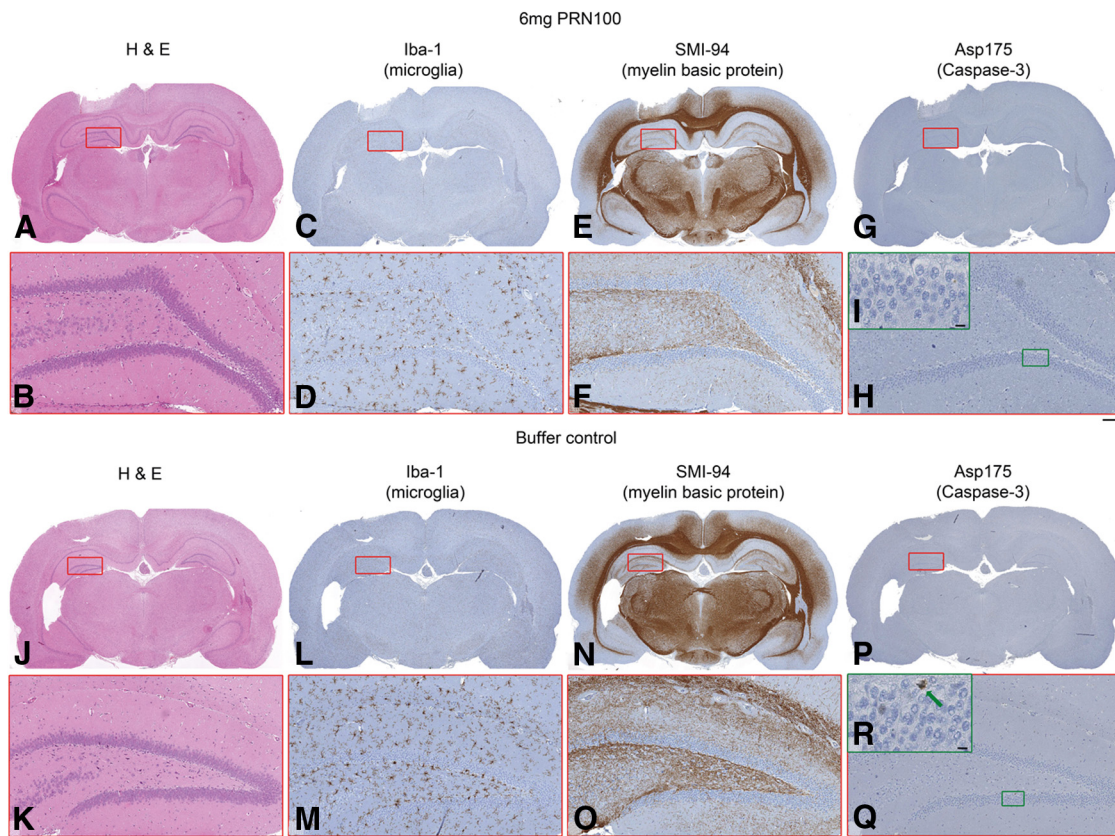 6mg PRN100
H & E
Iba-1
(microglia)
SMI-94
(myelin basic protein)
Asp175
(Caspase-3)
A
C
E
G
B
D
F
I
H
Buffer control
H & E
Iba-1
(microglia)
SMI-94
(myelin basic protein)
Asp175
(Caspase-3)
J
L
N
P
K
M
O
R
Q